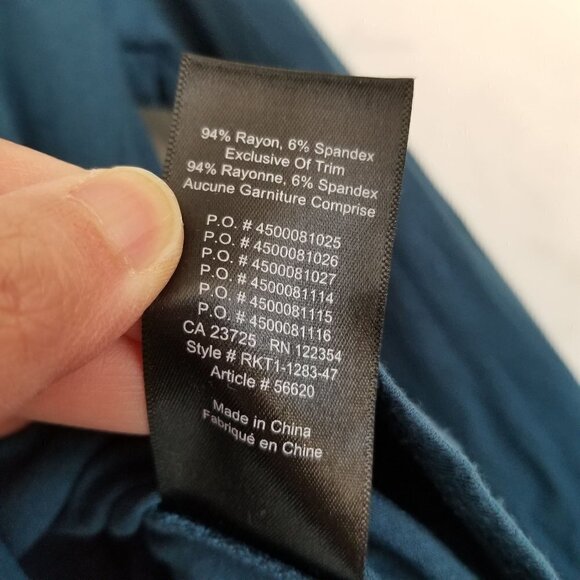 94% Rayon, 6% Spandex
Exclusive Of Trim
94% Rayonne, 6% Spandex
Aucune Garniture Comprise
P.O. # 4500081025
P.O. # 4500081026
P.O. # 4500081027
P.O. # 4500081114
P.O. # 4500081115
P.O. # 4500081116
CA 23725 RN 122354
Style # RKT1-1283-47
Article # 56620
Made in China
Fabriqué en Chine